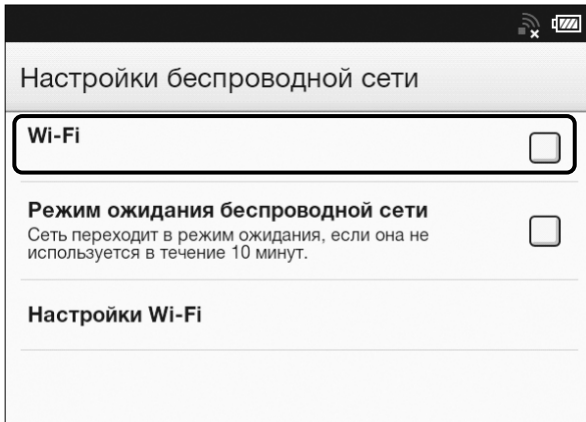 Настройки беспроводной сети
Wi-Fi
Режим ожидания беспроводной сети
Сеть переходит в режим ожидания, если она не
используется в течение 10 минут.
Настройки Wi-Fi